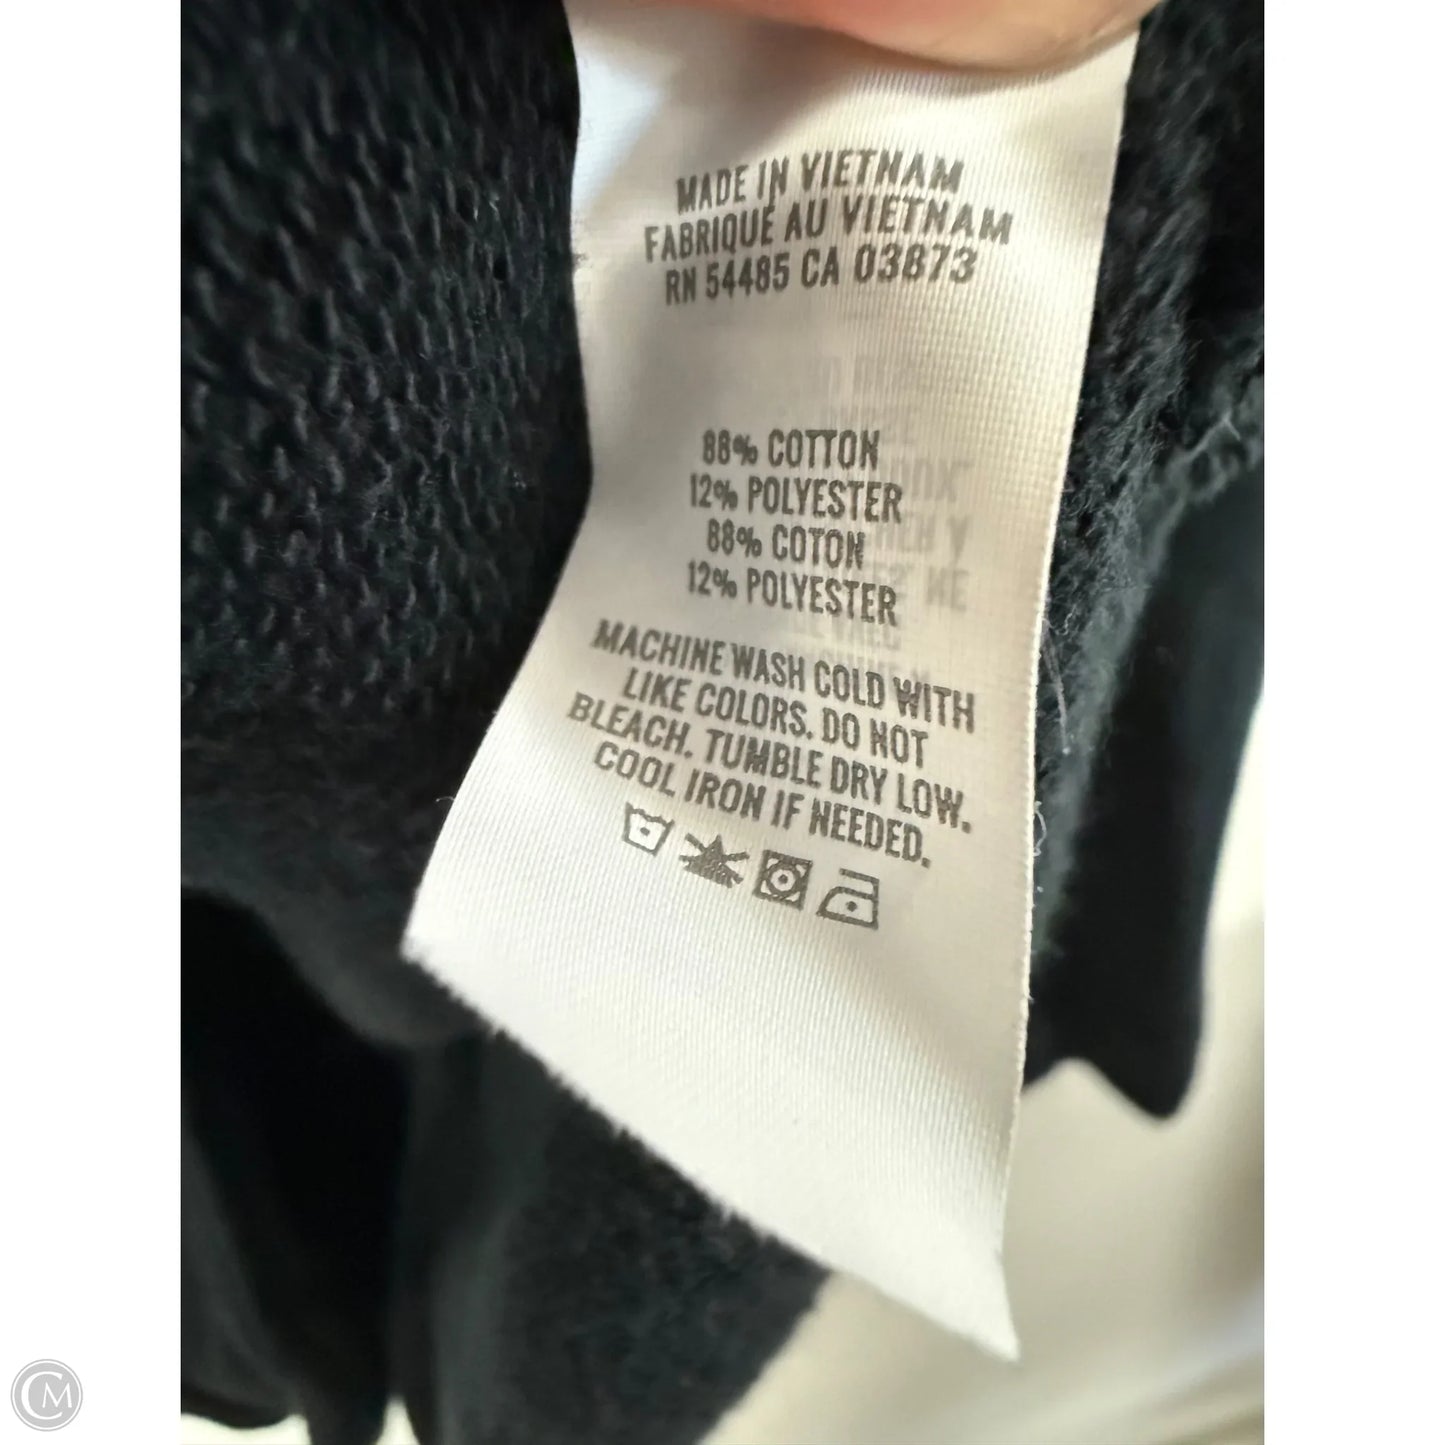 MADE IN VIETNAM
FABRIQUÉ AU VIETNAM
RN 54485 CA 03873
88% COTTON
12% POLYESTER
88% COTON
12% POLYESTER
MACHINE WASH COLD WITH
LIKE COLORS. DO NOT
BLEACH. TUMBLE DRY LOW.
COOL IRON IF NEEDED.
CM